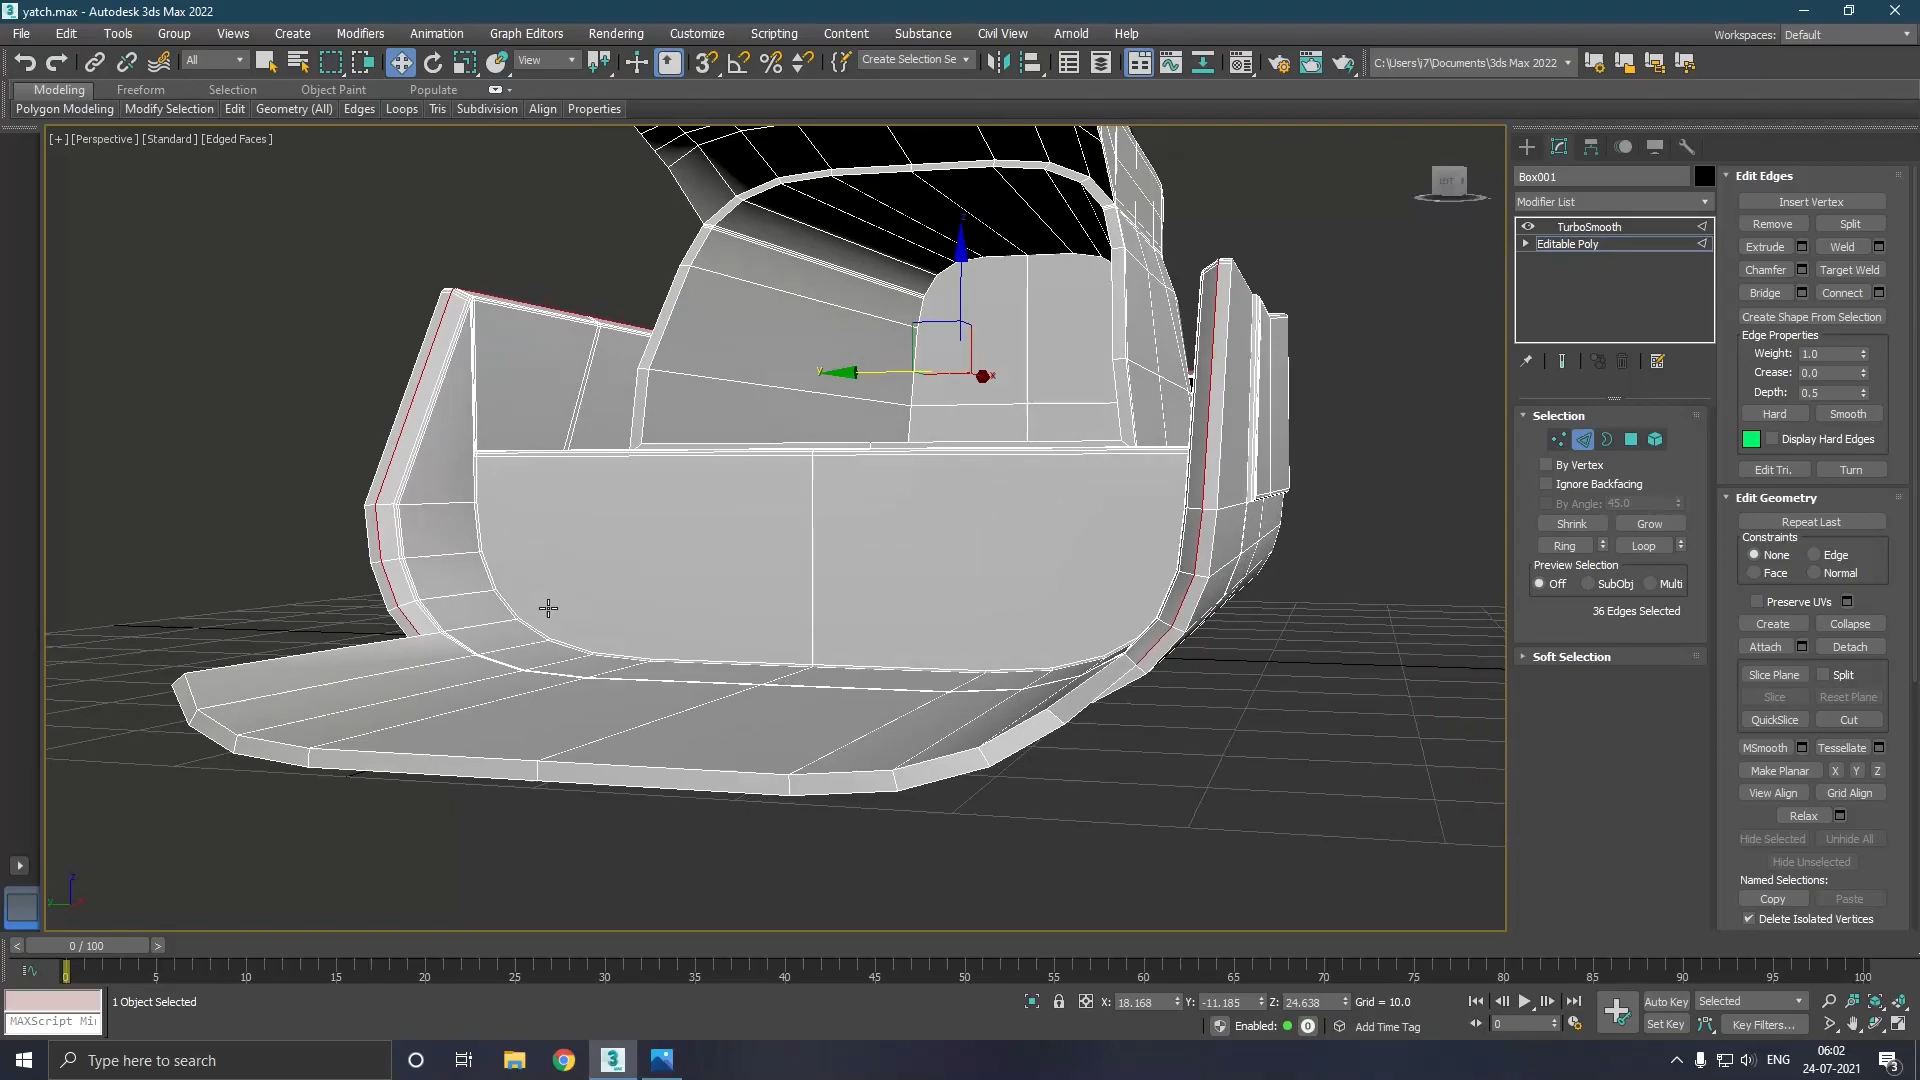 yatch.max - Autodesk 3ds Max 2022
File Edit Tools Group Views Create Modifiers Animation Graph Editors Rendering Customize Scripting Content Substance Civil View Arnold Help
Workspaces: Default
All View Create Selection Se C:\Users\i7\Documents\3ds Max 2022
Modeling Freeform Selection Object Paint Populate
Polygon Modeling Modify Selection Edit Geometry (All) Edges Loops Tris Subdivision Align Properties
[+] [Perspective] [Standard] [Edged Faces]
LEFT
z
y
x
Box001
Modifier List
TurboSmooth
Editable Poly
Selection
By Vertex
Ignore Backfacing
By Angle: 45.0
Shrink Grow
Ring Loop
Preview Selection
Off SubObj Multi
36 Edges Selected
Soft Selection
Edit Edges
Insert Vertex
Remove Split
Extrude Weld
Chamfer Target Weld
Bridge Connect
Create Shape From Selection
Edge Properties
Weight: 1.0
Crease: 0.0
Depth: 0.5
Hard Smooth
Display Hard Edges
Edit Tri. Turn
Edit Geometry
Repeat Last
Constraints
None Edge
Face Normal
Preserve UVs
Create Collapse
Attach Detach
Slice Plane Split
Slice Reset Plane
QuickSlice Cut
MSmooth Tessellate
Make Planar X Y Z
View Align Grid Align
Relax
Hide Selected Unhide All
Hide Unselected
Named Selections:
Copy Paste
Delete Isolated Vertices
z
y
< 0 / 100 >
0 5 10 15 20 25 30 35 40 45 50 55 60 65 70 75 80 85 90 95 100
1 Object Selected
X: 18.168 Y: -11.185 Z: 24.638 Grid = 10.0
Auto Key Selected
MAXScript Mi
Enabled: 0 Add Time Tag
0
Set Key Key Filters...
Type here to search
ENG
06:02
24-07-2021
3